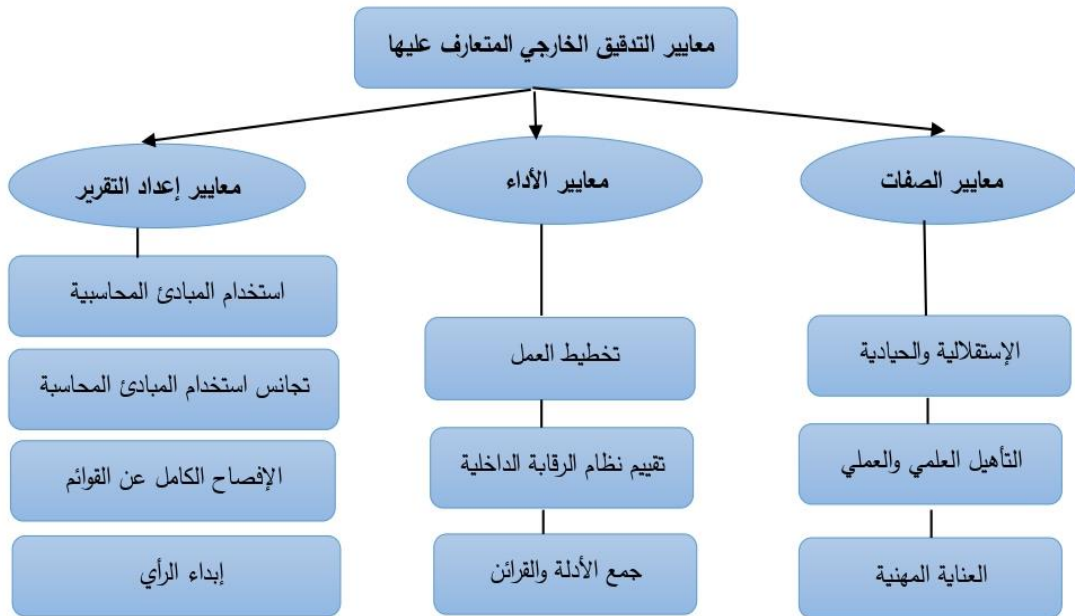 معايير التدقيق الخارجي المتعارف عليها
معايير الصفات
معايير الأداء
معايير إعداد التقرير
الإستقلالية والحيادية
التأهيل العلمي والعملي
العناية المهنية
تخطيط العمل
تقييم نظام الرقابة الداخلية
جمع الأدلة والقرائن
استخدام المبادئ المحاسبية
تجانس استخدام المبادئ المحاسبة
الإفصاح الكامل عن القوائم
إبداء الرأي